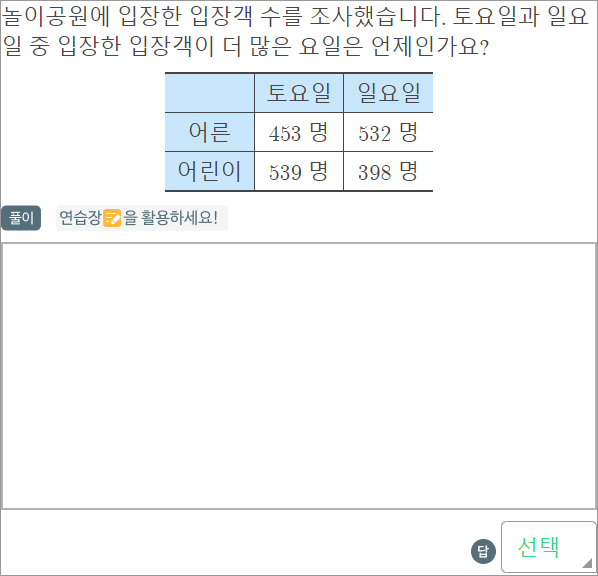 놀이공원에 입장한 입장객 수를 조사했습니다. 토요일과 일요
일 중 입장한 입장객이 더 많은 요일은 언제인가요?
토요일 일요일
어른 453 명 532 명
어린이 539 명 398 명
풀이 연습장📝을 활용하세요!
답 선택